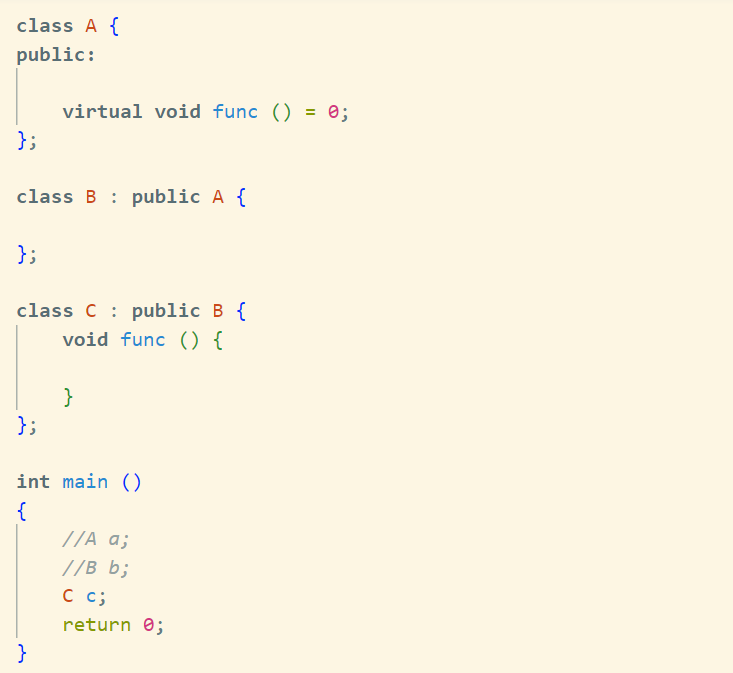 class A {
public:
    virtual void func () = 0;
};
class B : public A {
};
class C : public B {
    void func () {
    }
};
int main ()
{
    //A a;
    //B b;
    C c;
    return 0;
}